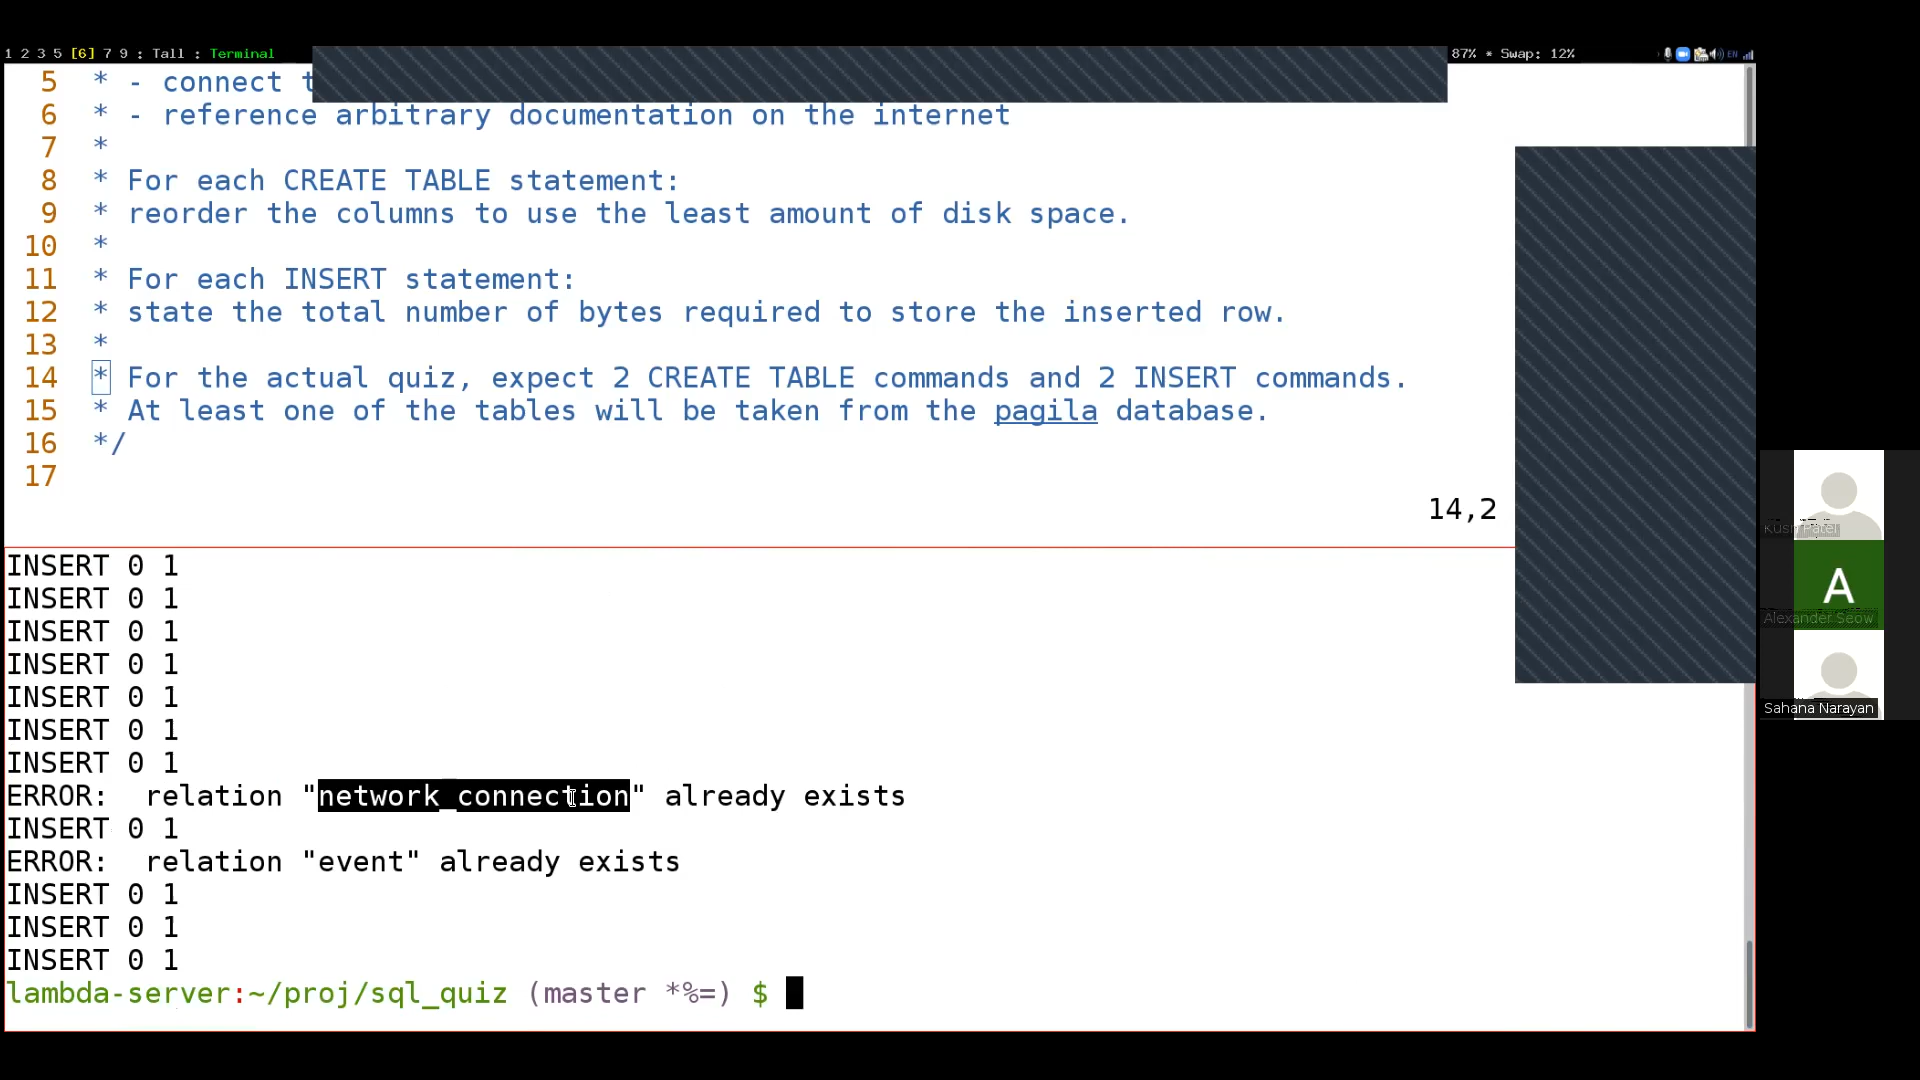 1 2 3 5 [6] 7 9 : Tall : Terminal
87% * Swap: 12%
EN
5 * - connect t
6 * - reference arbitrary documentation on the internet
7 *
8 * For each CREATE TABLE statement:
9 * reorder the columns to use the least amount of disk space.
10 *
11 * For each INSERT statement:
12 * state the total number of bytes required to store the inserted row.
13 *
14 * For the actual quiz, expect 2 CREATE TABLE commands and 2 INSERT commands.
15 * At least one of the tables will be taken from the pagila database.
16 */
17
14,2
INSERT 0 1
INSERT 0 1
INSERT 0 1
INSERT 0 1
INSERT 0 1
INSERT 0 1
INSERT 0 1
ERROR:  relation "network_connection" already exists
INSERT 0 1
ERROR:  relation "event" already exists
INSERT 0 1
INSERT 0 1
INSERT 0 1
lambda-server:~/proj/sql_quiz (master *%=) $
A
Alexander Seow
Sahana Narayan